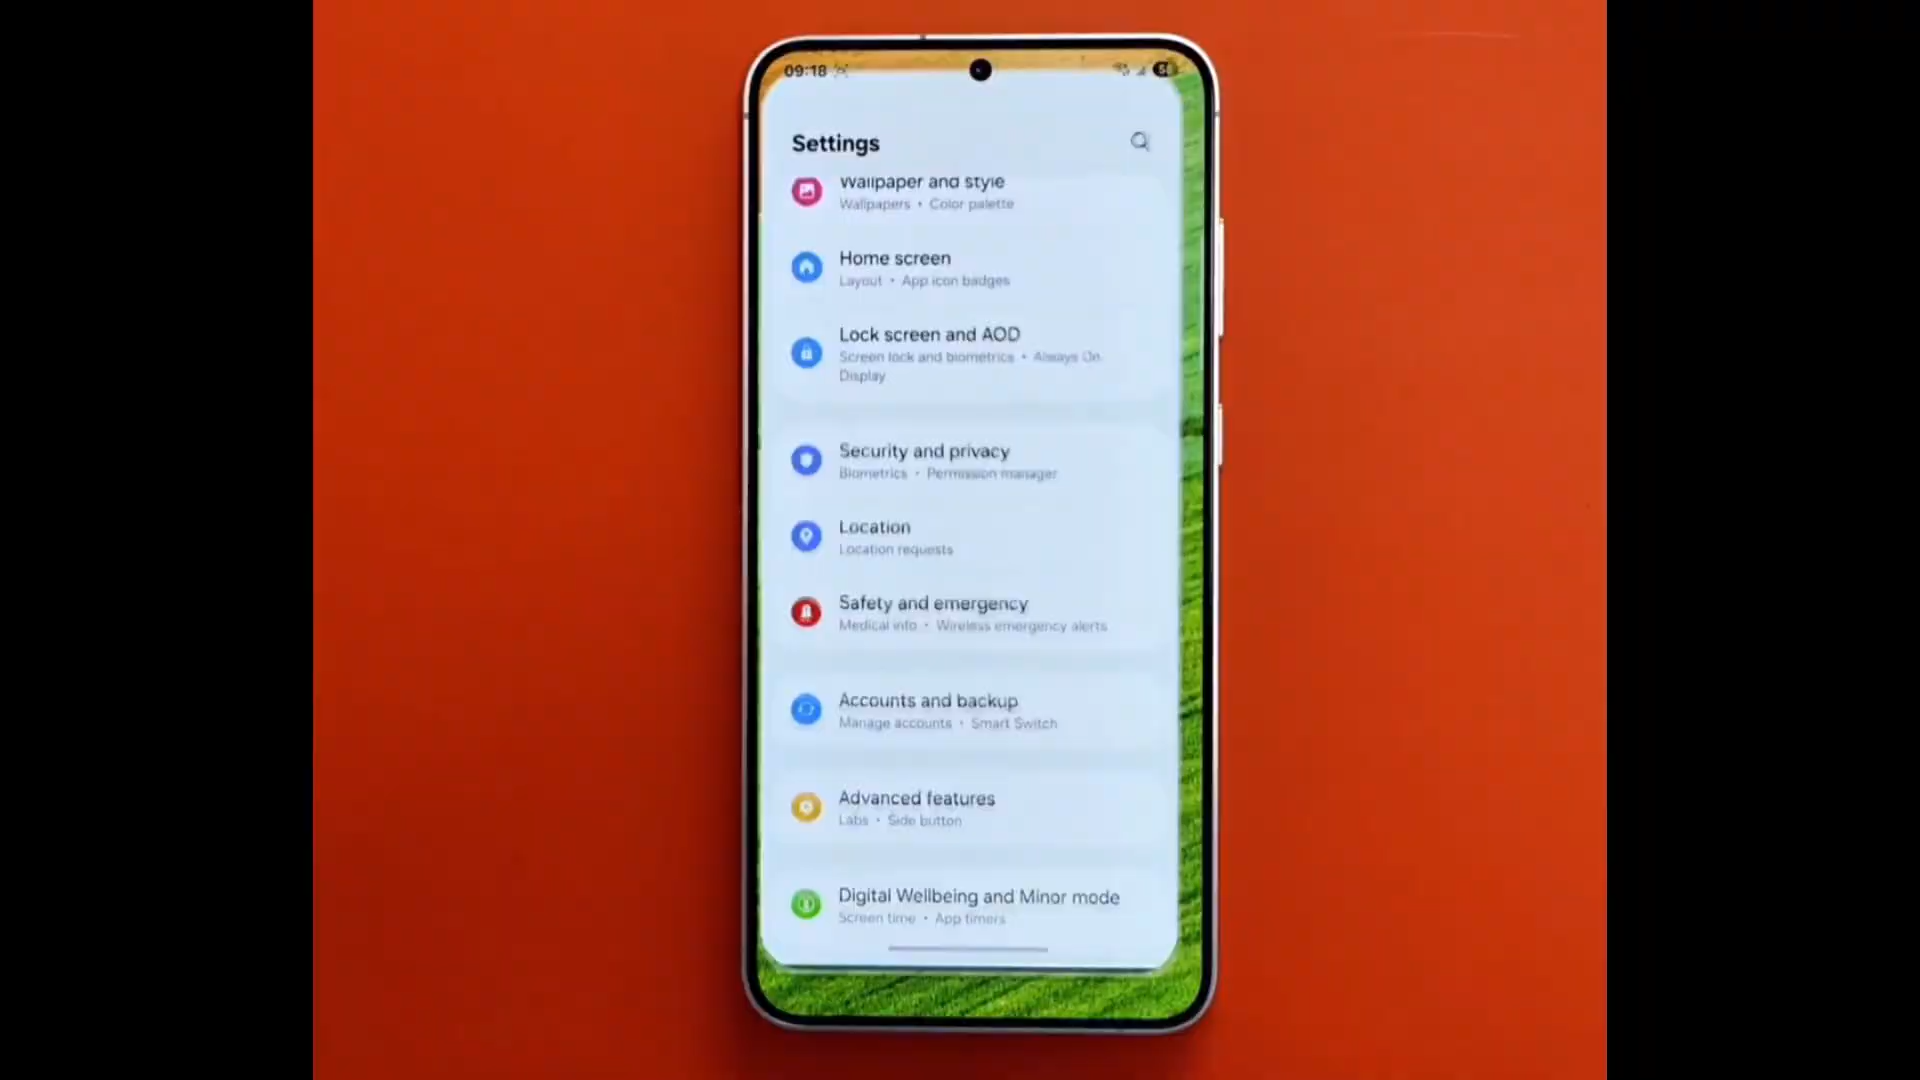 09:18
Settings
Wallpaper and style
Wallpapers • Color palette
Home screen
Layout • App icon badges
Lock screen and AOD
Screen lock and biometrics • Always On
Display
Security and privacy
Biometrics • Permission manager
Location
Location requests
Safety and emergency
Medical info • Wireless emergency alerts
Accounts and backup
Manage accounts • Smart Switch
Advanced features
Labs • Side button
Digital Wellbeing and Minor mode
Screen time • App timers